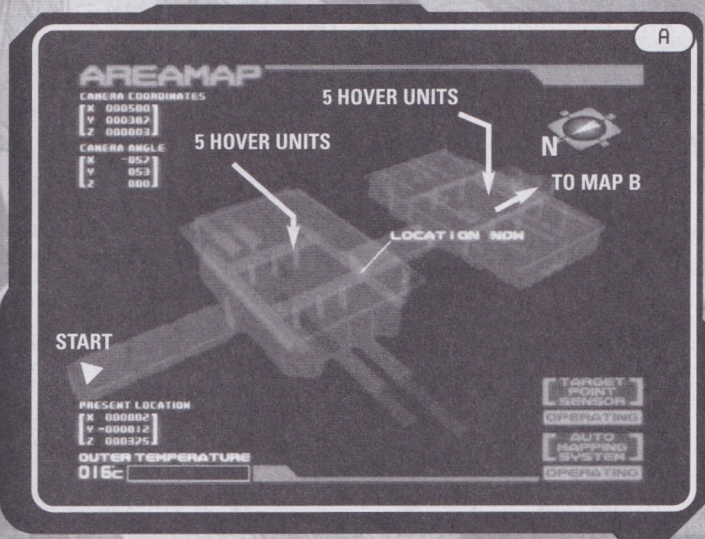 A
AREAMAP
CAMERA COORDINATES
X 000500
Y 000387
Z 000003
CAMERA ANGLE
X -057
Y 053
Z 000
5 HOVER UNITS
5 HOVER UNITS
N
TO MAP B
LOCATION NOW
START
PRESENT LOCATION
X 000002
Y -000012
Z 000375
OUTER TEMPERATURE
016c
TARGET
POINT
SENSOR
OPERATING
AUTO
MAPPING
SYSTEM
OPERATING